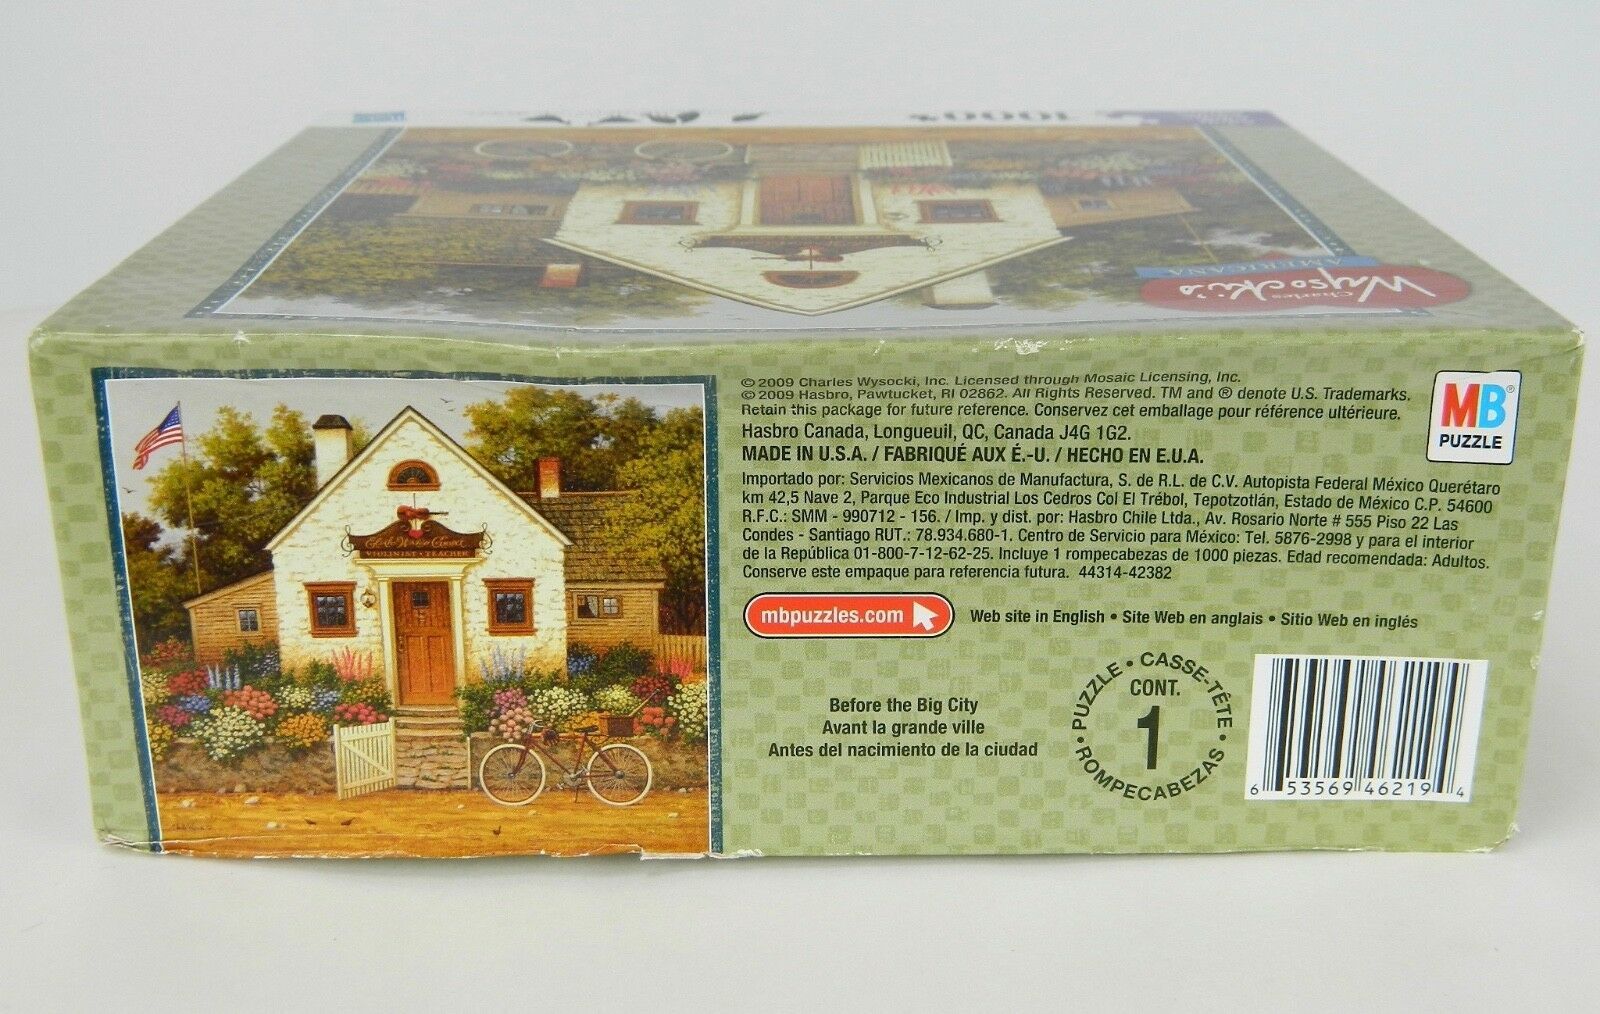 1000
Charles
Wysocki's
AMERICANA
VIOLINIST • TEACHER
© 2009 Charles Wysocki, Inc. Licensed through Mosaic Licensing, Inc.
© 2009 Hasbro, Pawtucket, RI 02862. All Rights Reserved. TM and ® denote U.S. Trademarks.
Retain this package for future reference. Conservez cet emballage pour référence ultérieure.
Hasbro Canada, Longueuil, QC, Canada J4G 1G2.
MADE IN U.S.A. / FABRIQUÉ AUX É.-U. / HECHO EN E.U.A.
Importado por: Servicios Mexicanos de Manufactura, S. de R.L. de C.V. Autopista Federal México Querétaro
km 42,5 Nave 2, Parque Eco Industrial Los Cedros Col El Trébol, Tepotzotlán, Estado de México C.P. 54600
R.F.C.: SMM - 990712 - 156. / Imp. y dist. por: Hasbro Chile Ltda., Av. Rosario Norte # 555 Piso 22 Las
Condes - Santiago RUT.: 78.934.680-1. Centro de Servicio para México: Tel. 5876-2998 y para el interior
de la República 01-800-7-12-62-25. Incluye 1 rompecabezas de 1000 piezas. Edad recomendada: Adultos.
Conserve este empaque para referencia futura. 44314-42382
MB®
PUZZLE
mbpuzzles.com
Web site in English • Site Web en anglais • Sitio Web en inglés
Before the Big City
Avant la grande ville
Antes del nacimiento de la ciudad
• PUZZLE • CASSE-TÊTE • ROMPECABEZAS
CONT.
1
6 53569 46219 4